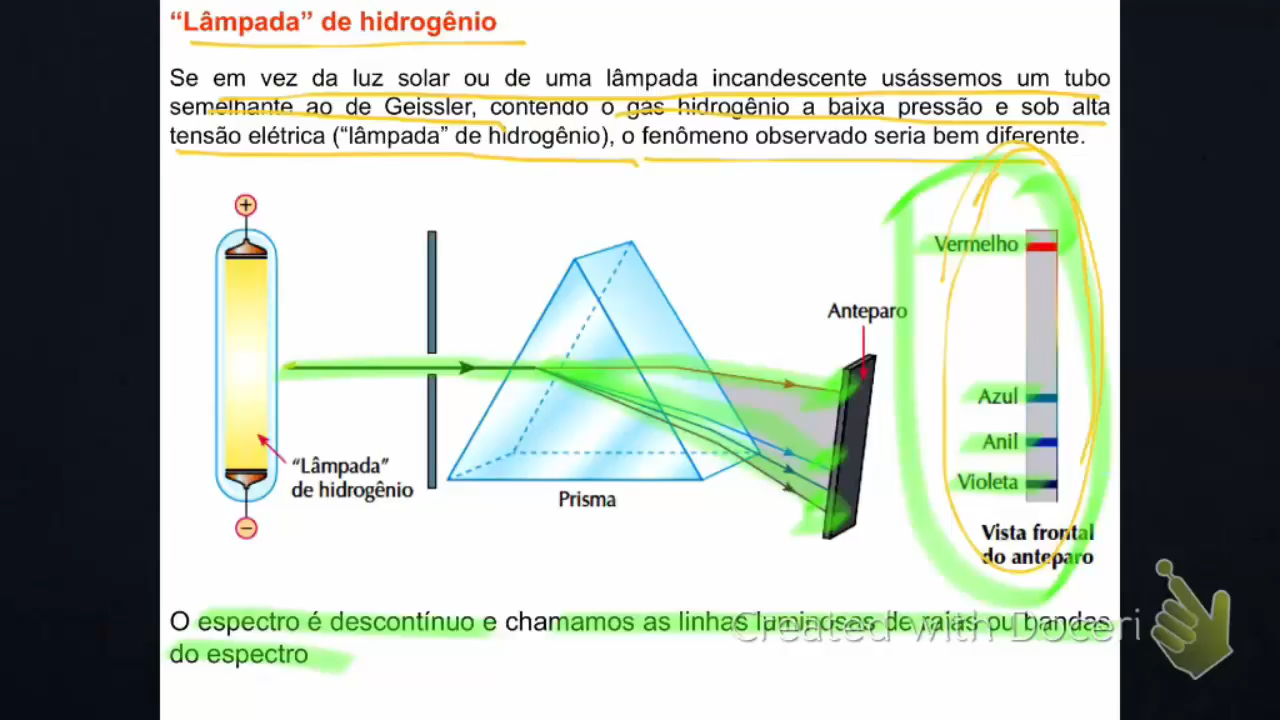 “Lâmpada” de hidrogênio
Se em vez da luz solar ou de uma lâmpada incandescente usássemos um tubo
semelhante ao de Geissler, contendo o gás hidrogênio a baixa pressão e sob alta
tensão elétrica (“lâmpada” de hidrogênio), o fenômeno observado seria bem diferente.
+
Vermelho
Anteparo
Azul
Anil
“Lâmpada”
de hidrogênio
Violeta
Prisma
−
Vista frontal
do anteparo
O espectro é descontínuo e chamamos as linhas luminosas de raias ou bandas
do espectro
Created with Doceri